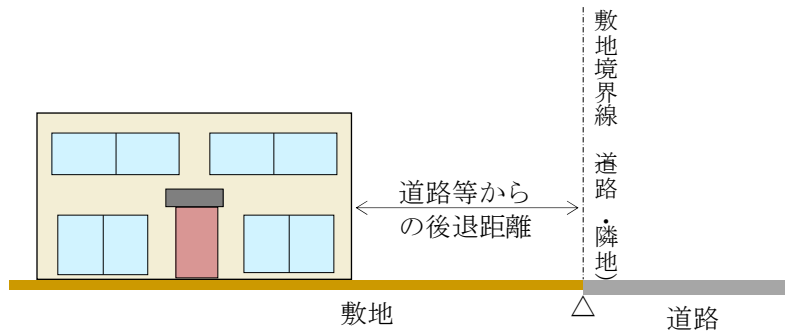 敷地境界線（道路・隣地）
道路等から
の後退距離
敷地
道路